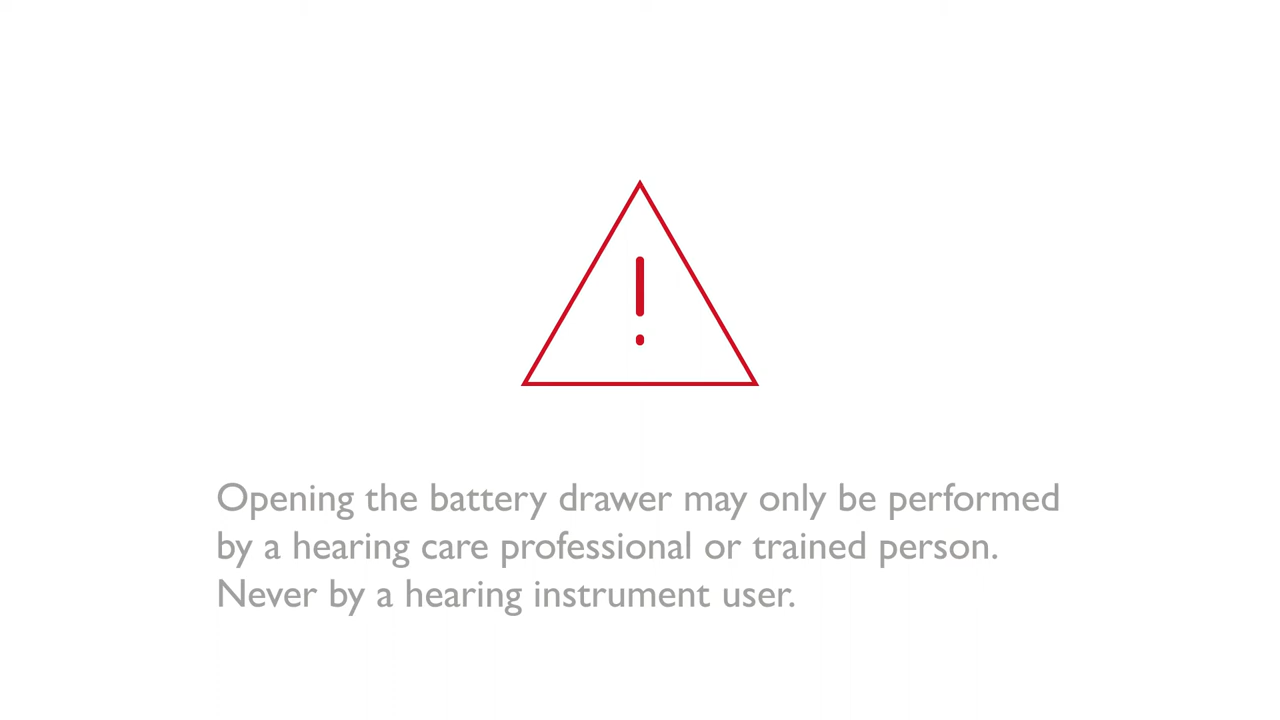 Opening the battery drawer may only be performed
by a hearing care professional or trained person.
Never by a hearing instrument user.